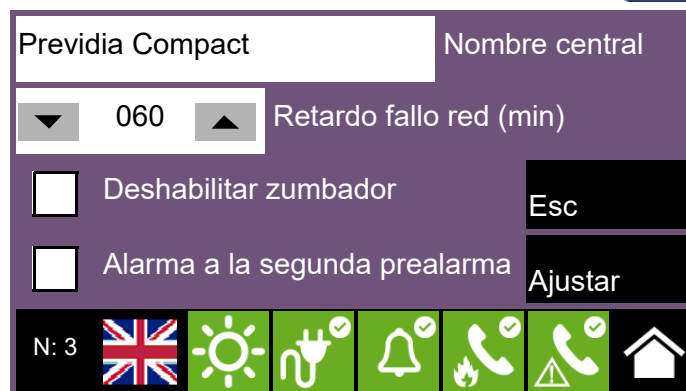 Previdia Compact Nombre central
060 Retardo fallo red (min)
Deshabilitar zumbador
Esc
Alarma a la segunda prealarma
Ajustar
N: 3